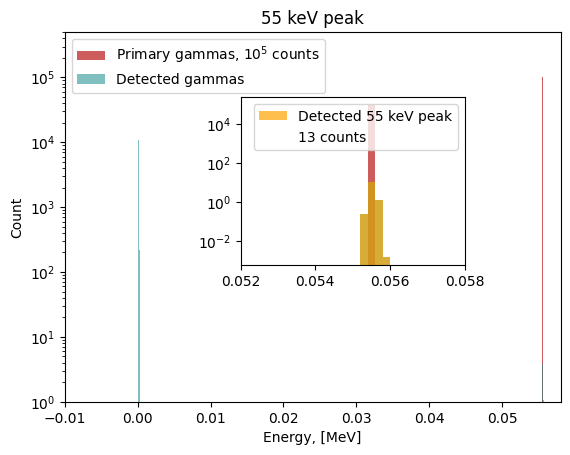 55 keV peak
Primary gammas, 10⁵ counts
Detected gammas
Detected 55 keV peak
13 counts
10⁵
10⁴
10³
10²
10¹
10⁰
Count
10⁴
10²
10⁰
10⁻²
0.052 0.054 0.056 0.058
−0.01 0.00 0.01 0.02 0.03 0.04 0.05
Energy, [MeV]